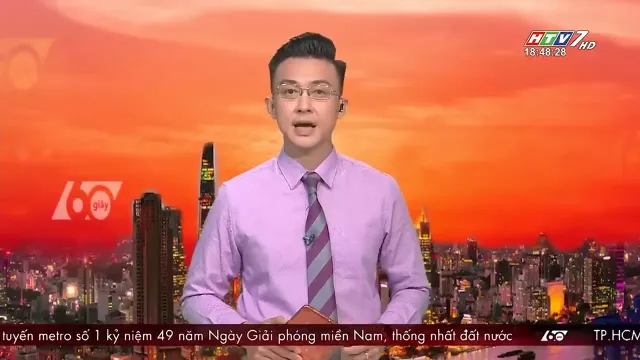 HTV7 HD
18:48:28
60 giây
tuyến metro số 1 kỷ niệm 49 năm Ngày Giải phóng miền Nam, thống nhất đất nước 60 TP.HCM